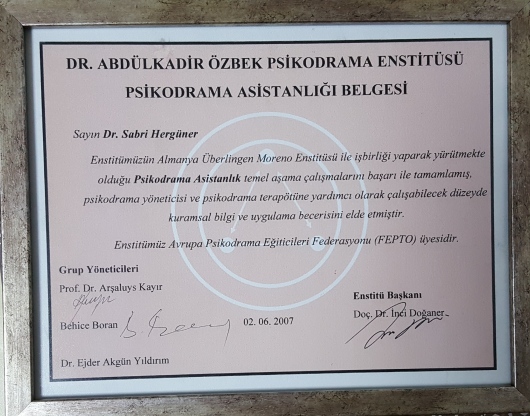 DR. ABDÜLKADİR ÖZBEK PSİKODRAMA ENSTİTÜSÜ
PSİKODRAMA ASİSTANLIĞI BELGESİ
Sayın Dr. Sabri Hergüner
Enstitümüzün Almanya Überlingen Moreno Enstitüsü ile işbirliği yaparak yürütmekte
olduğu Psikodrama Asistanlık temel aşama çalışmalarını başarı ile tamamlamış,
psikodrama yöneticisi ve psikodrama terapötüne yardımcı olarak çalışabilecek düzeyde
kuramsal bilgi ve uygulama becerisini elde etmiştir.
Enstitümüz Avrupa Psikodrama Eğiticileri Federasyonu (FEPTO) üyesidir.
Grup Yöneticileri
Prof. Dr. Arşaluys Kayır
Enstitü Başkanı
Doç. Dr. İnci Doğaner
Behice Boran 02. 06. 2007
Dr. Ejder Akgün Yıldırım